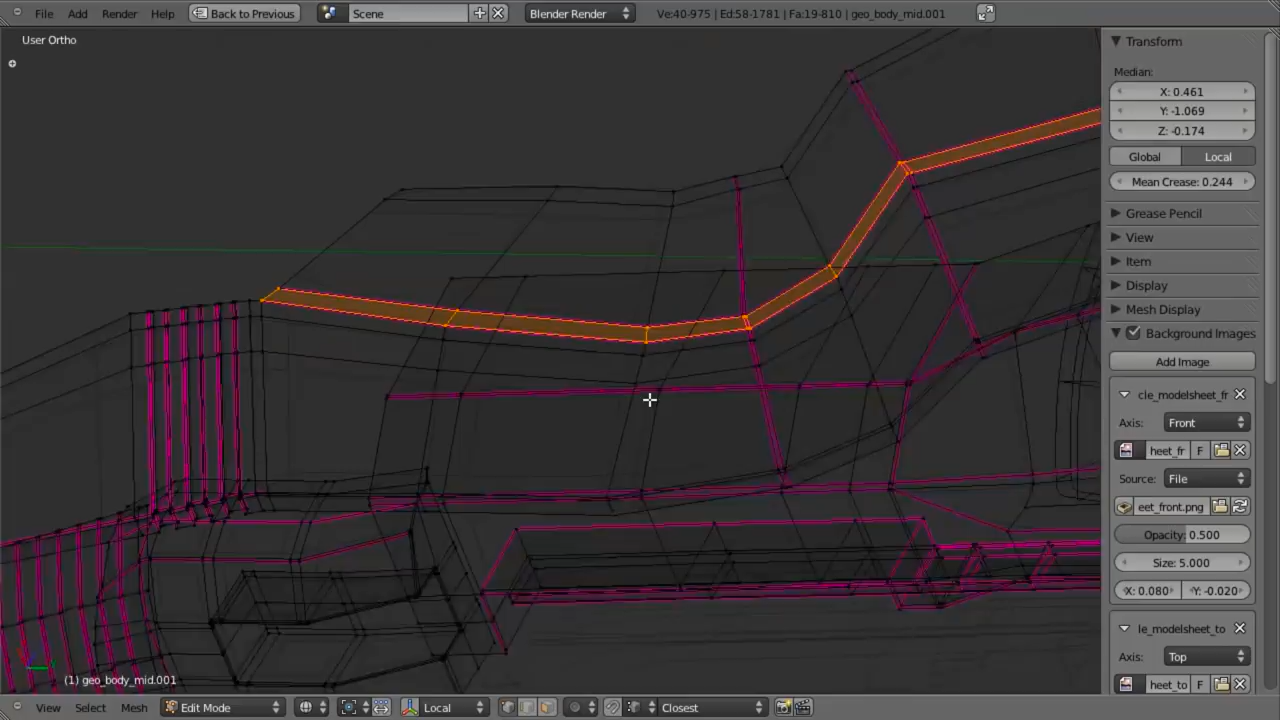 File Add Render Help Back to Previous Scene Blender Render Ve:40-975 | Ed:58-1781 | Fa:19-810 | geo_body_mid.001
User Ortho
Transform
Median:
X: 0.461
Y: -1.069
Z: -0.174
Global Local
Mean Crease: 0.244
Grease Pencil
View
Item
Display
Mesh Display
Background Images
Add Image
cle_modelsheet_fr
Axis: Front
heet_fr F
Source: File
eet_front.png
Opacity: 0.500
Size: 5.000
X: 0.080 Y: -0.020
le_modelsheet_to
Axis: Top
heet_to F
(1) geo_body_mid.001
View Select Mesh Edit Mode Local Closest